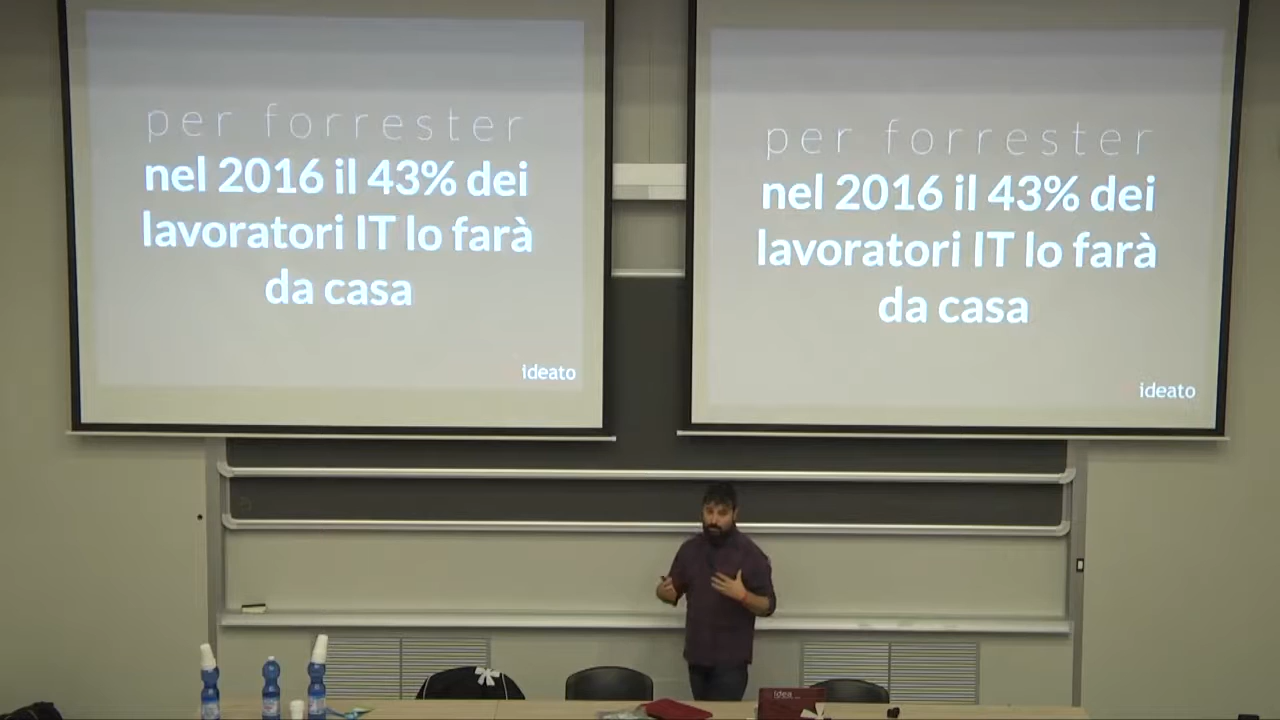 per forrester
nel 2016 il 43% dei
lavoratori IT lo farà
da casa
ideato
per forrester
nel 2016 il 43% dei
lavoratori IT lo farà
da casa
ideato
idea